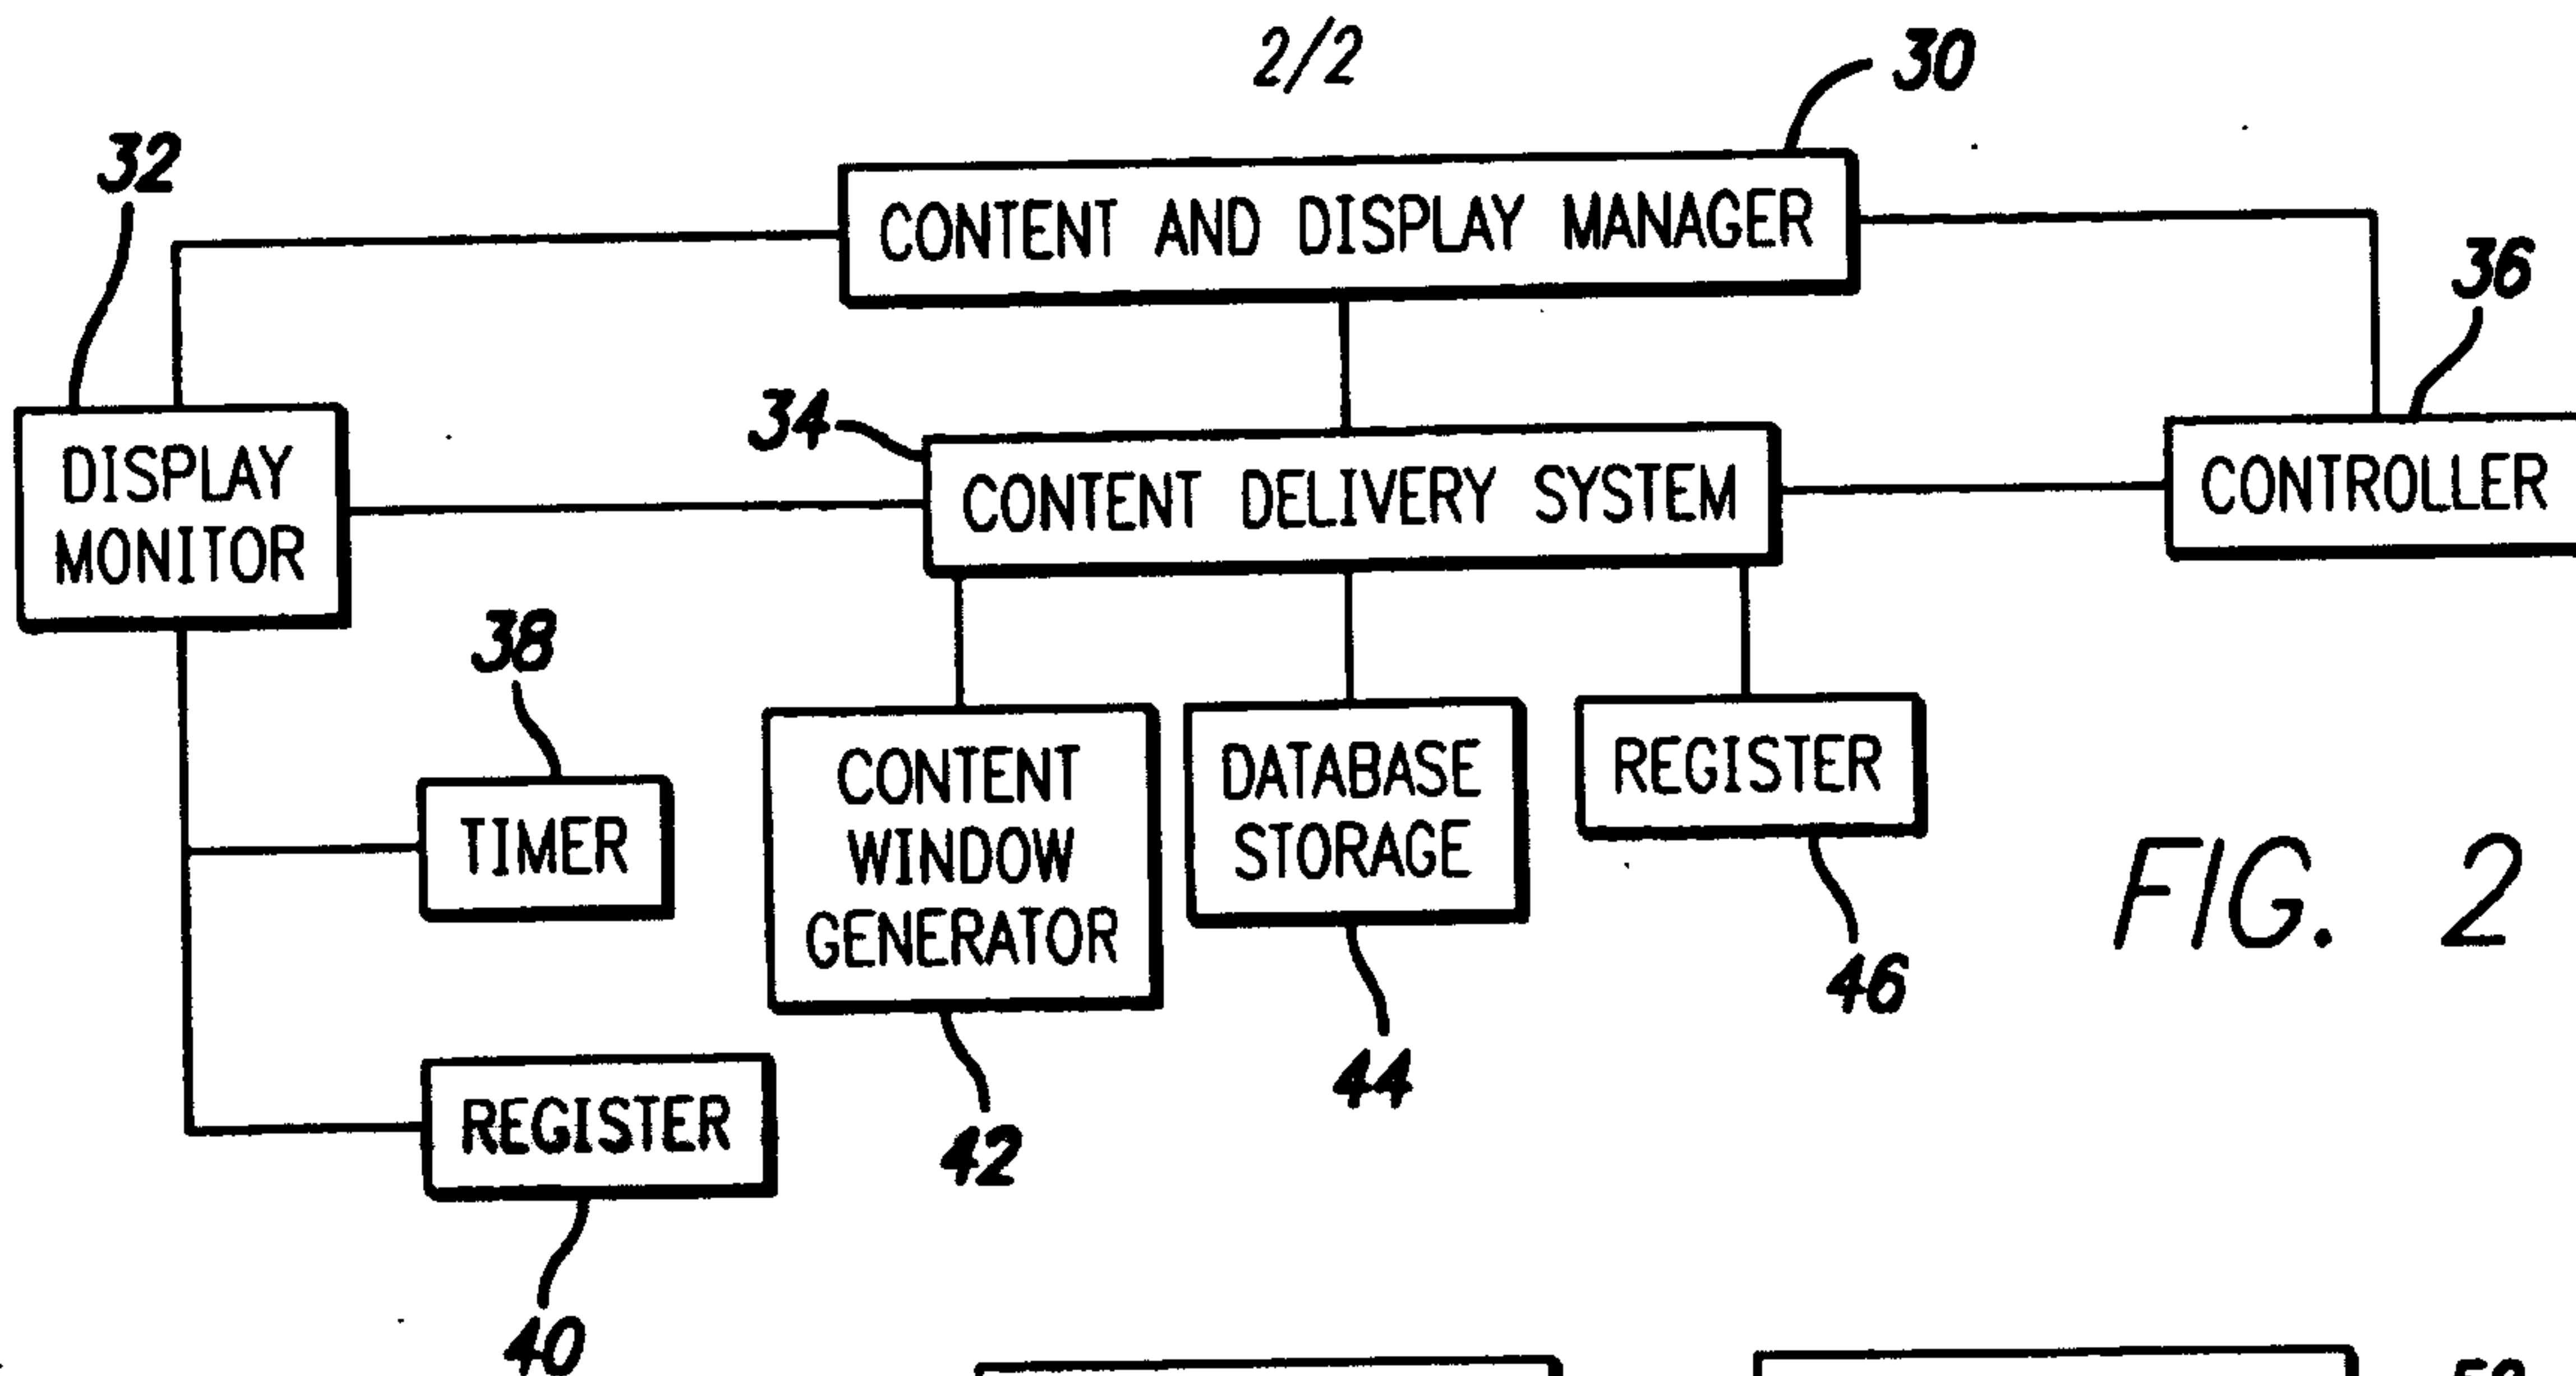 2/2
30
32
CONTENT AND DISPLAY MANAGER
36
34
DISPLAY
MONITOR
CONTENT DELIVERY SYSTEM
CONTROLLER
38
TIMER
CONTENT
WINDOW
GENERATOR
DATABASE
STORAGE
REGISTER
46
FIG. 2
44
42
REGISTER
40